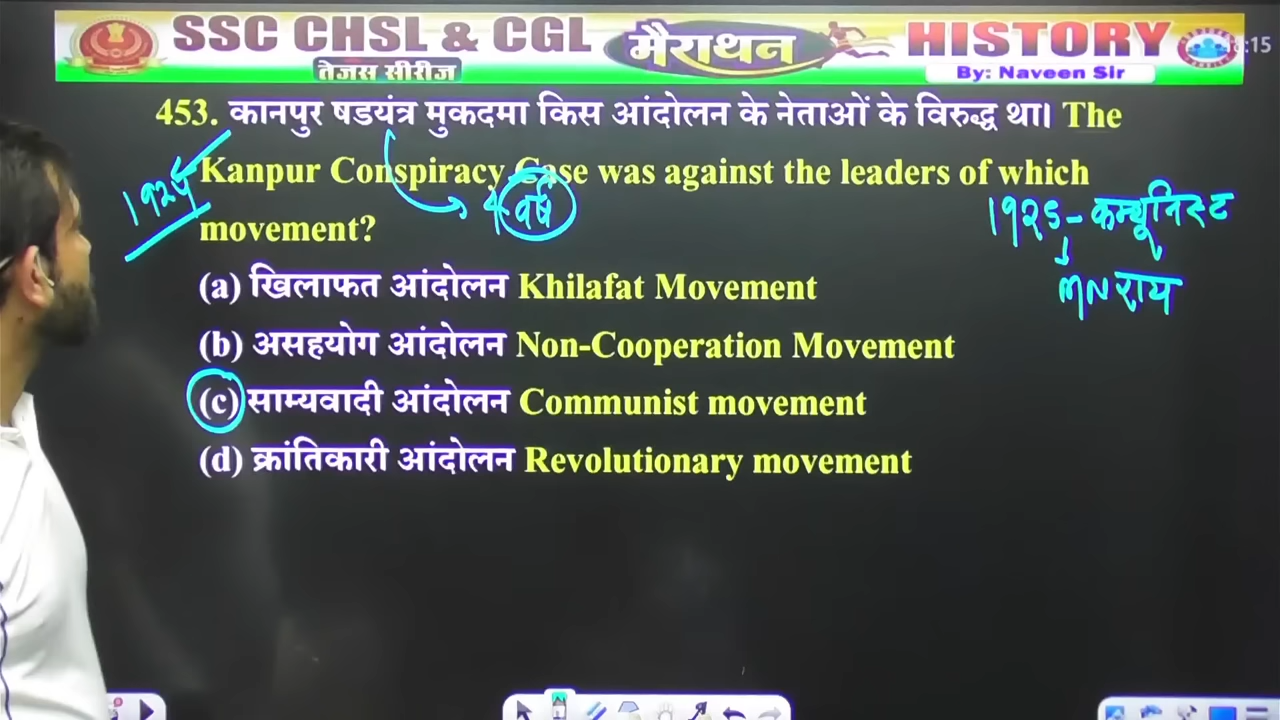 SSC CHSL & CGL
तेजस सीरीज
मैराथन
HISTORY
By: Naveen Sir
:15
453. कानपुर षडयंत्र मुकदमा किस आंदोलन के नेताओं के विरुद्ध था। The
Kanpur Conspiracy Case was against the leaders of which
movement?
(a) खिलाफत आंदोलन Khilafat Movement
(b) असहयोग आंदोलन Non-Cooperation Movement
(c) साम्यवादी आंदोलन Communist movement
(d) क्रांतिकारी आंदोलन Revolutionary movement
वर्ष
1925 - कम्यूनिस्ट
MN राय